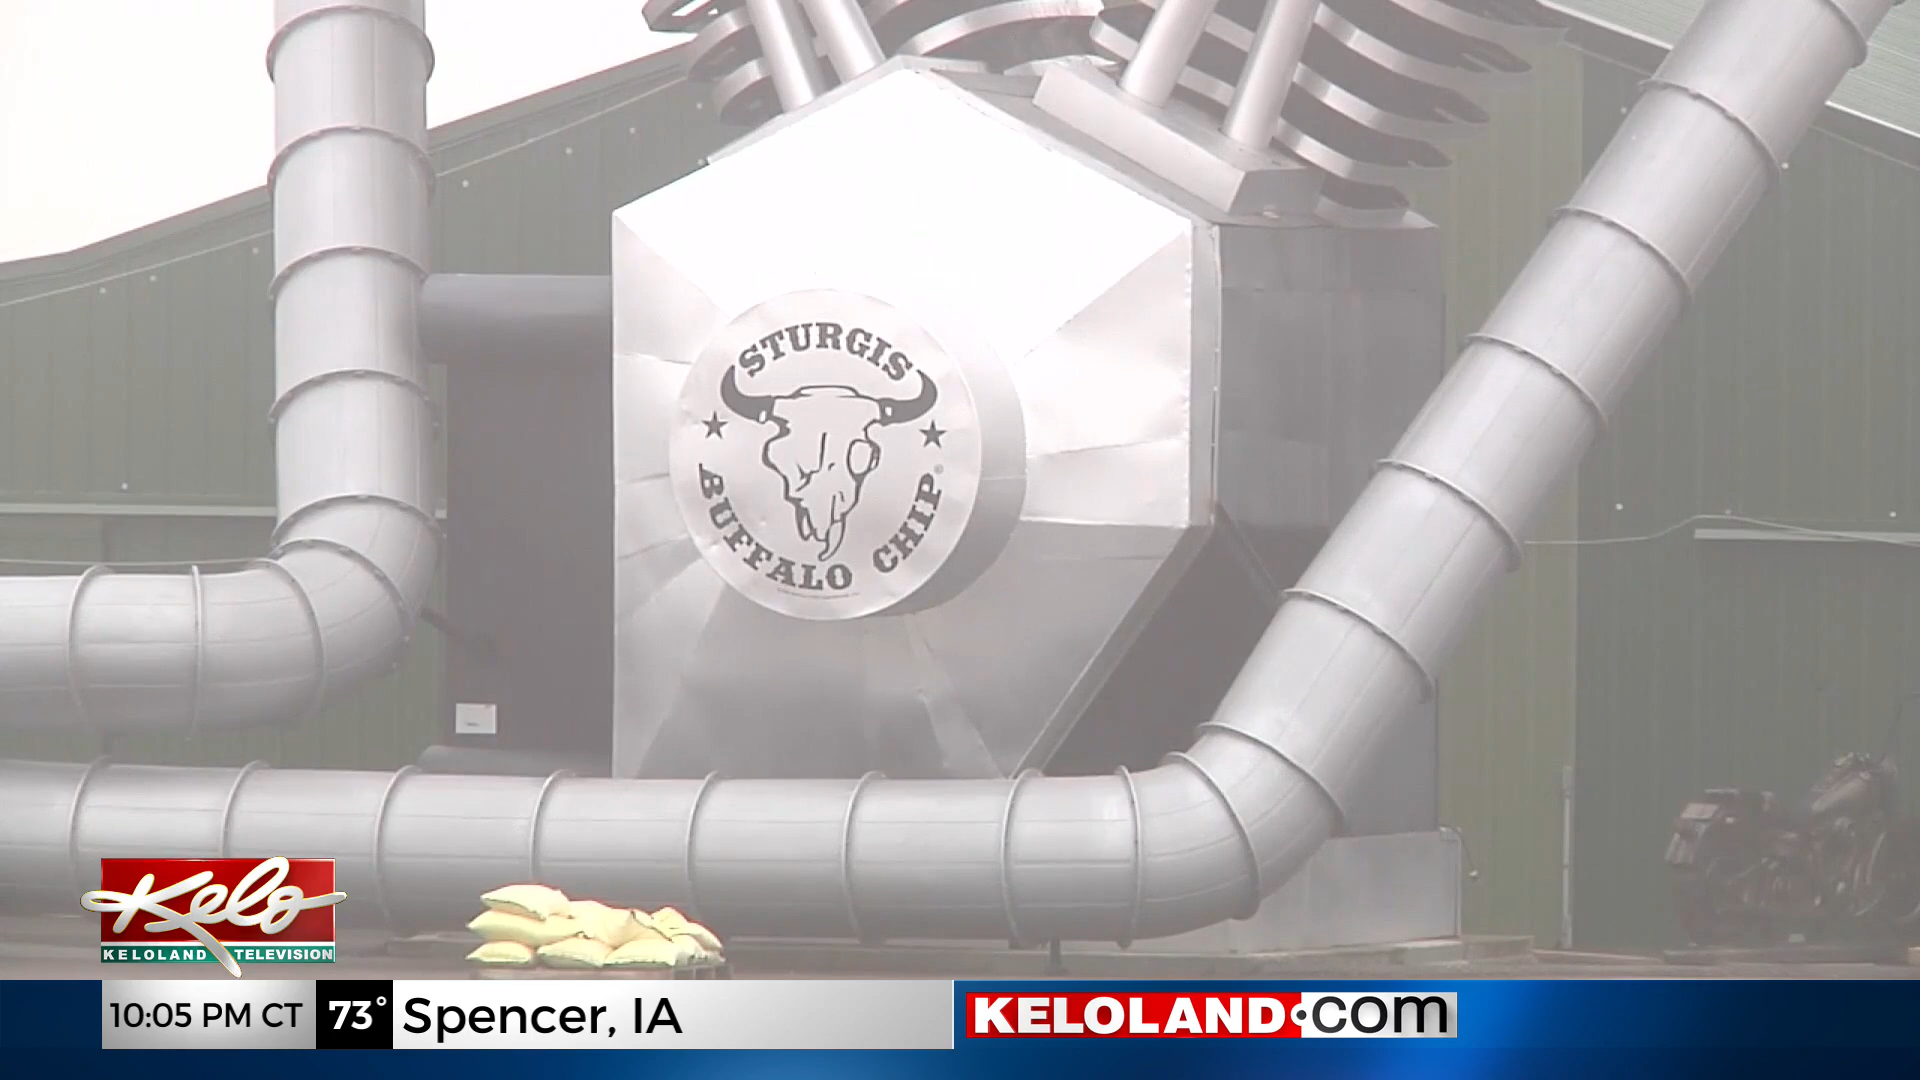 STURGIS
BUFFALO CHIP
®
Kelo
KELOLAND TELEVISION
10:05 PM CT
73°
Spencer, IA
KELOLAND.com